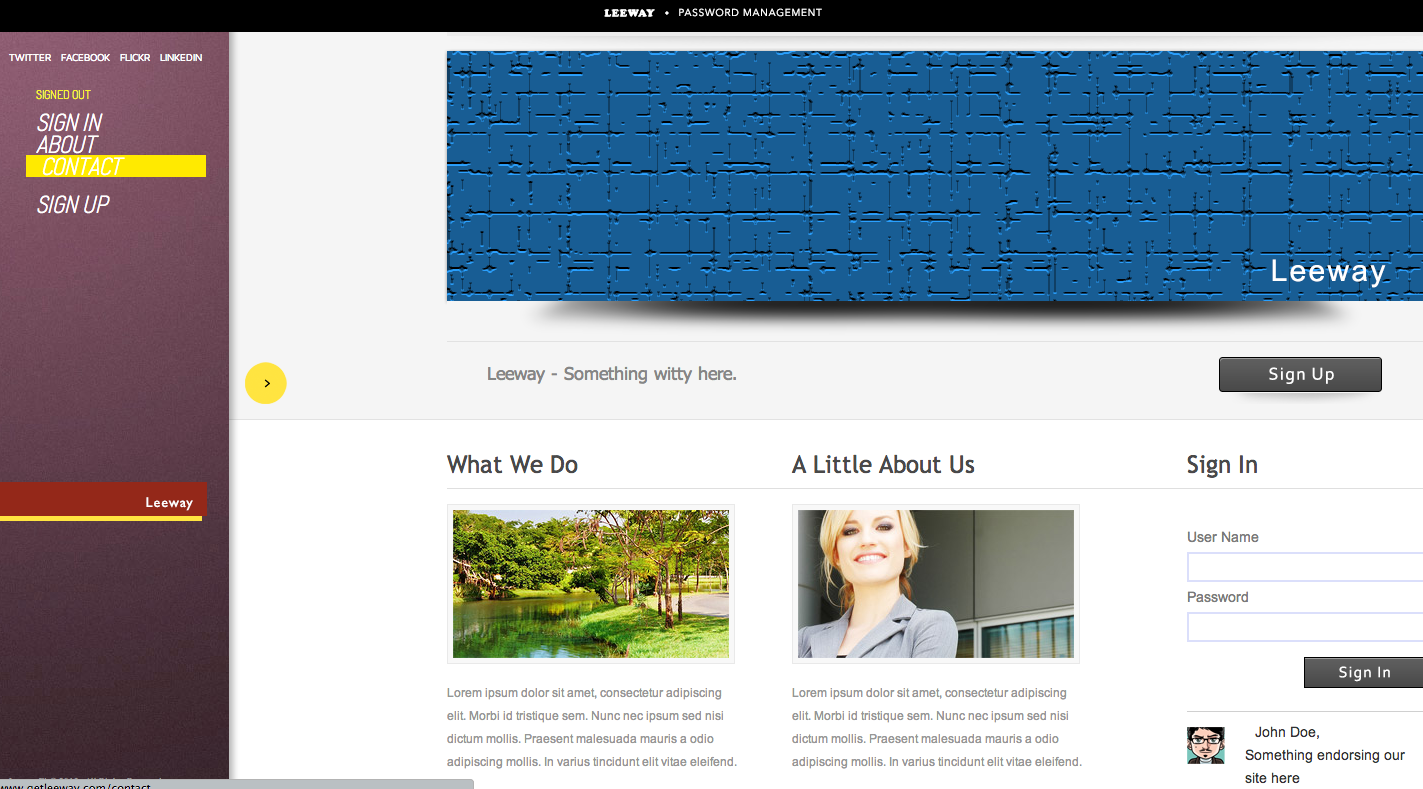 LEEWAY • PASSWORD MANAGEMENT
TWITTER FACEBOOK FLICKR LINKEDIN
SIGNED OUT
SIGN IN
ABOUT
CONTACT
SIGN UP
Leeway
Leeway
>
Leeway - Something witty here.
Sign Up
What We Do
Lorem ipsum dolor sit amet, consectetur adipiscing
elit. Morbi id tristique sem. Nunc nec ipsum sed nisi
dictum mollis. Praesent malesuada mauris a odio
adipiscing mollis. In varius tincidunt elit vitae eleifend.
A Little About Us
Lorem ipsum dolor sit amet, consectetur adipiscing
elit. Morbi id tristique sem. Nunc nec ipsum sed nisi
dictum mollis. Praesent malesuada mauris a odio
adipiscing mollis. In varius tincidunt elit vitae eleifend.
Sign In
User Name
Password
Sign In
John Doe,
Something endorsing our
site here
www.getleeway.com/contact